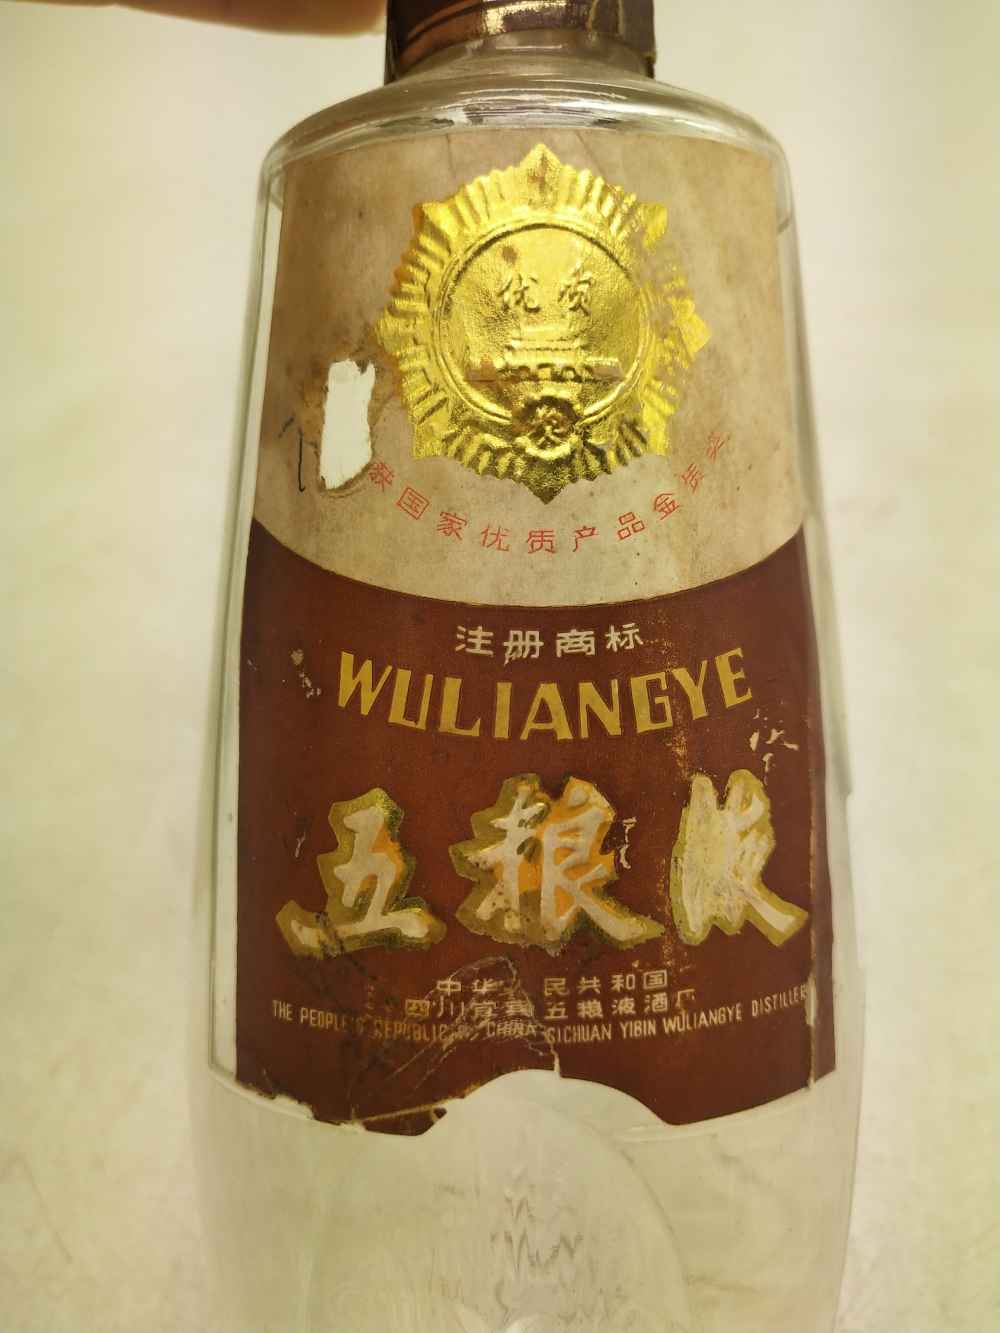 优质
奖
获国家优质产品金质奖
注册商标
WULIANGYE
五粮液
中华 民共和国
四川宜宾五粮液酒厂
THE PEOPLE'S REPUBLIC CHINA SICHUAN YIBIN WULIANGYE DISTILLERY